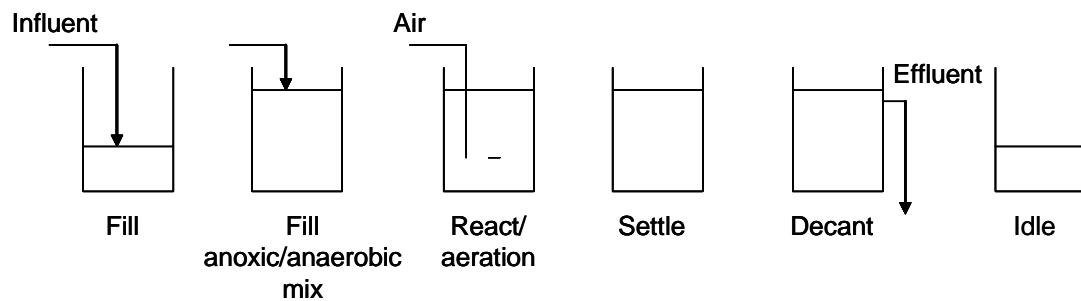 Influent
Air
Effluent
Fill
Fill
anoxic/anaerobic
mix
React/
aeration
Settle
Decant
Idle